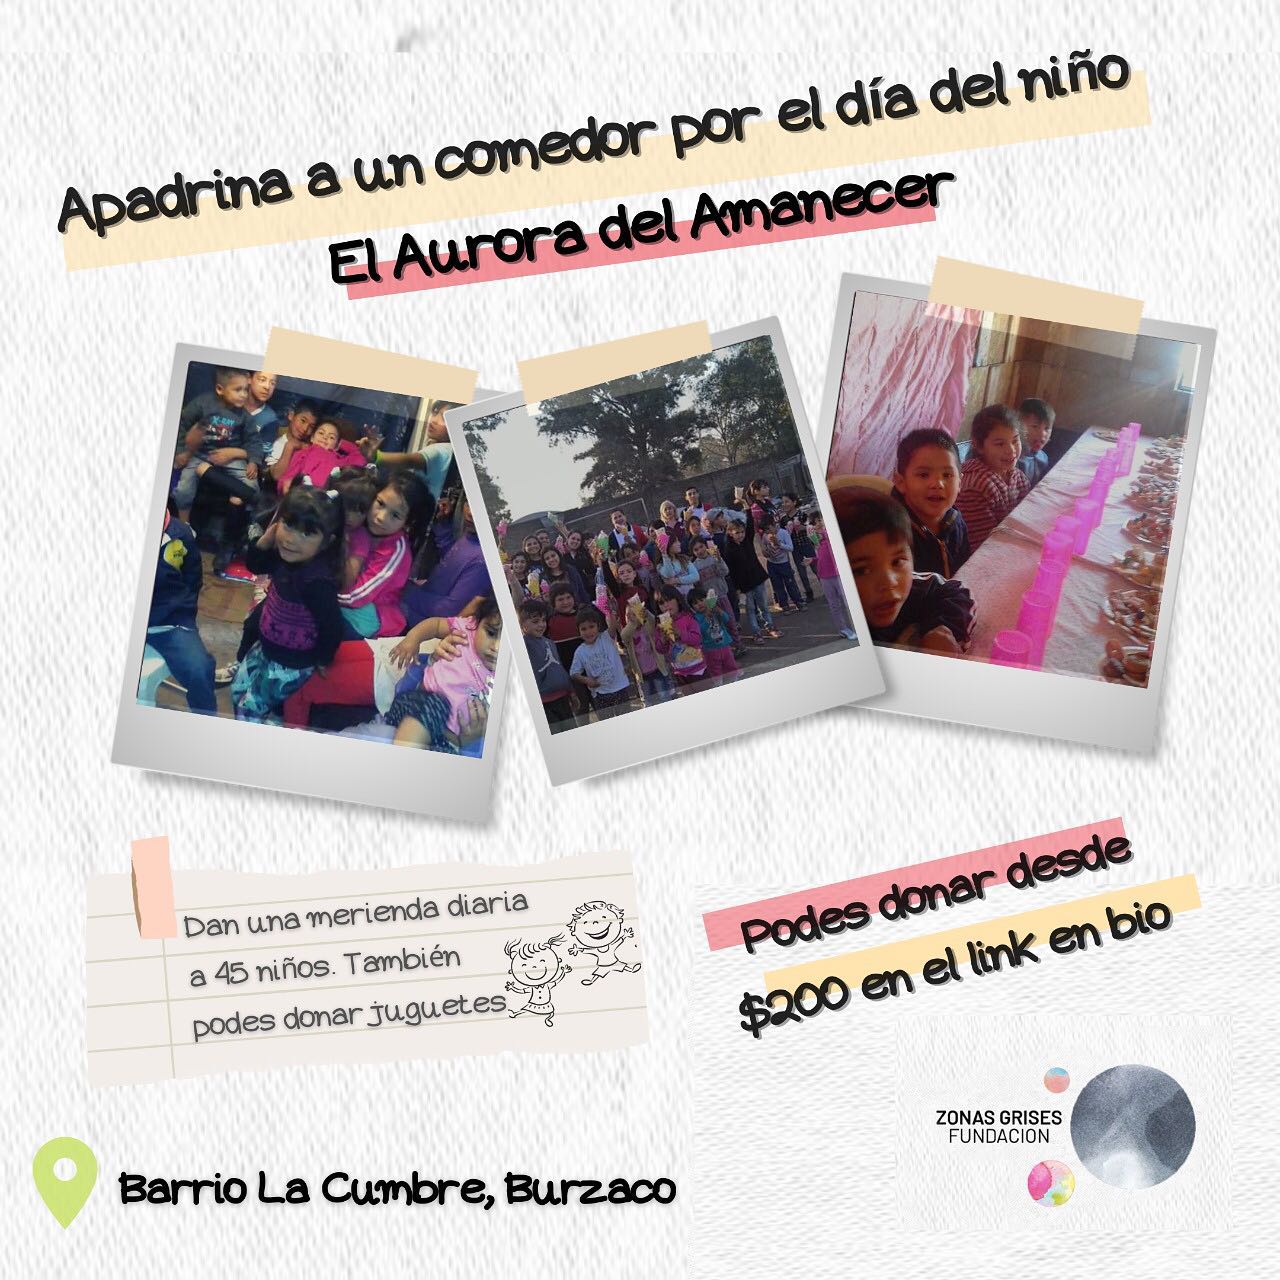 Apadrina a un comedor por el día del niño
El Aurora del Amanecer
Dan una merienda diaria
a 45 niños. También
podes donar juguetes.
Podes donar desde
$200 en el link en bio
ZONAS GRISES
FUNDACION
Barrio La Cumbre, Burzaco